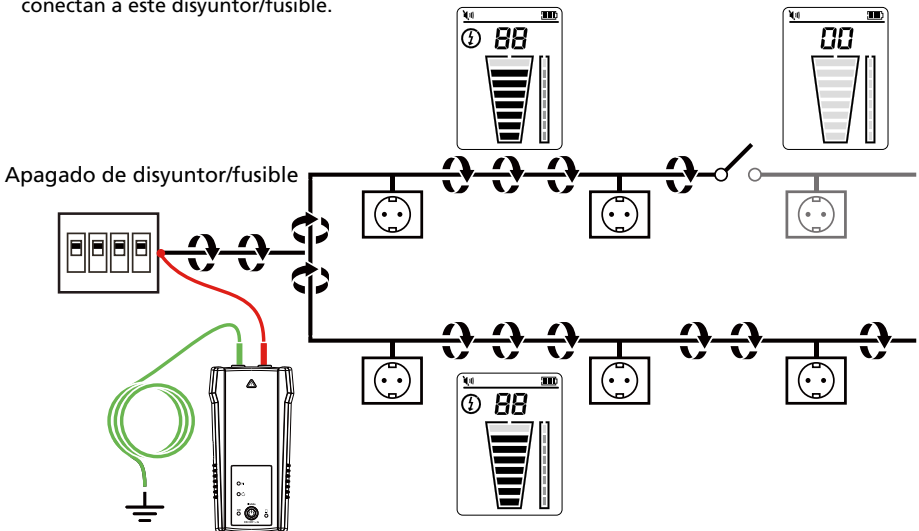 conectan a este disyuntor/fusible.
88
00
Apagado de disyuntor/fusible
88